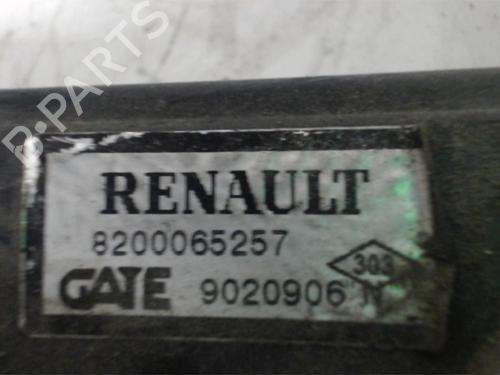 B-PARTS
RENAULT
8200065257
303
GATE 9020906 N